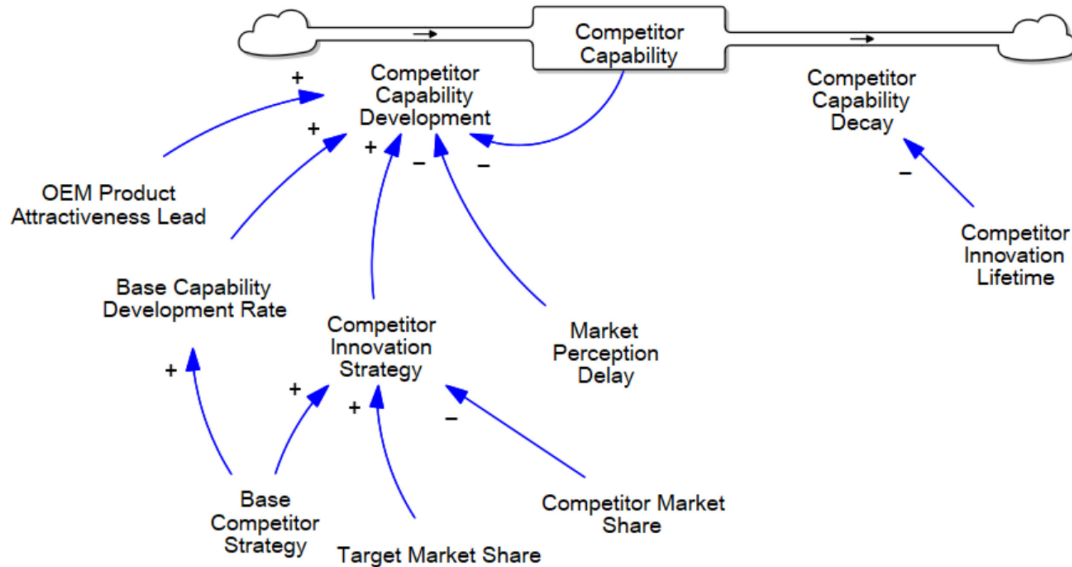 Competitor
Capability
Competitor
Capability
Development
Competitor
Capability
Decay
+
+
+
–
–
–
OEM Product
Attractiveness Lead
Competitor
Innovation
Lifetime
Base Capability
Development Rate
Competitor
Innovation
Strategy
Market
Perception
Delay
+
+
+
–
Base
Competitor
Strategy
Target Market Share
Competitor Market
Share